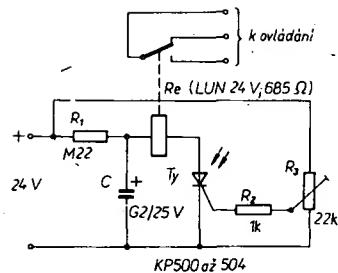 k ovládání
Re (LUN 24 V; 685 Ω)
+
R1
M22
Ty
R3
24 V
C
+
R2
G2/25 V
1k
22k
KP500 až 504